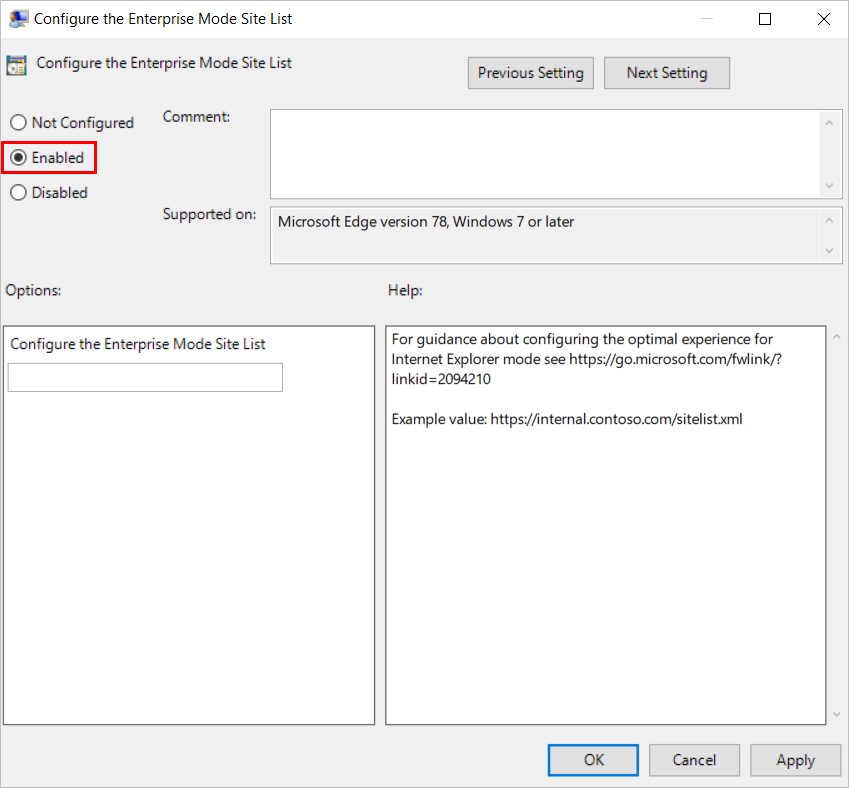 Configure the Enterprise Mode Site List
Configure the Enterprise Mode Site List
Previous Setting
Next Setting
Not Configured
Comment:
Enabled
Disabled
Supported on:
Microsoft Edge version 78, Windows 7 or later
Options:
Help:
Configure the Enterprise Mode Site List
For guidance about configuring the optimal experience for
Internet Explorer mode see https://go.microsoft.com/fwlink/?
linkid=2094210
Example value: https://internal.contoso.com/sitelist.xml
OK
Cancel
Apply